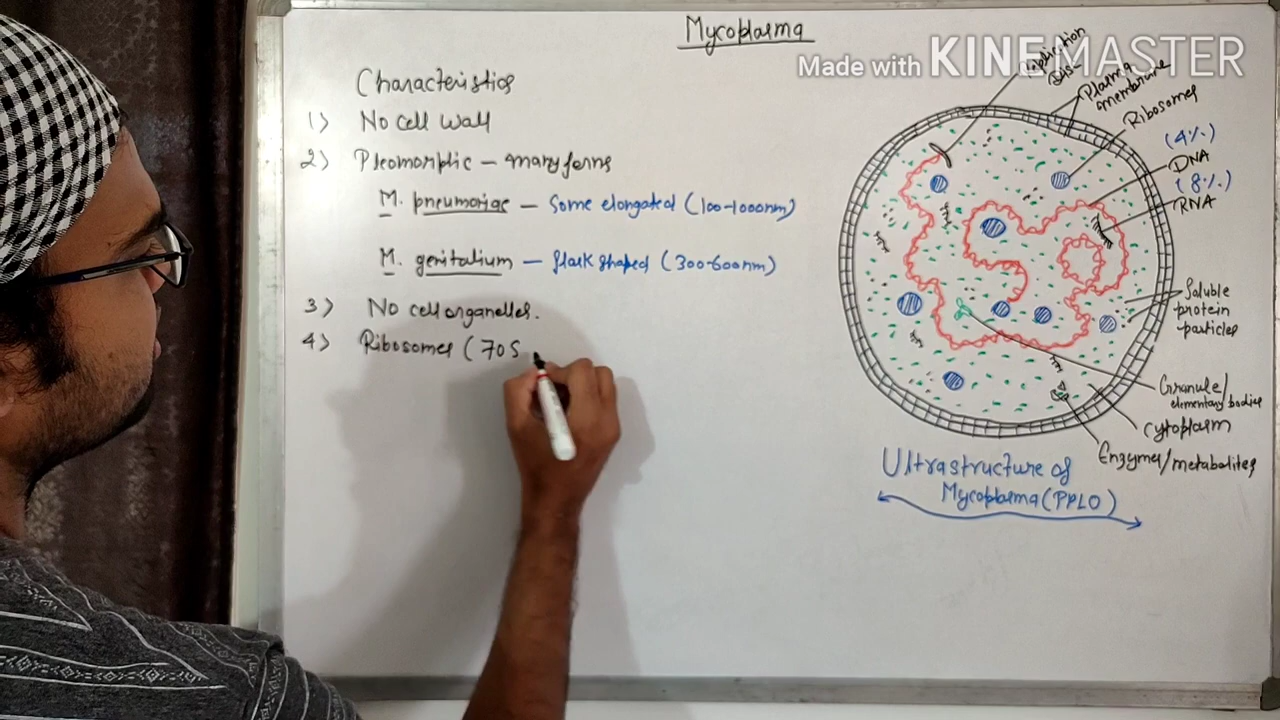 Mycoplasma
Made with KINEMASTER
Characteristics
1) No cell wall
2) Pleomorphic – many forms
M. pneumoniae – Some elongated (100-1000nm)
M. genitalium – flask shaped (300-600nm)
3) No cell organelles.
4) Ribosomes (70S
Replication
Disc
Plasma
membrane
Ribosomes
(4%)
DNA
(8%)
RNA
Soluble
protein
particles
Granule/
elementary bodies
Cytoplasm
Enzymes/metabolites
Ultrastructure of
Mycoplasma (PPLO)